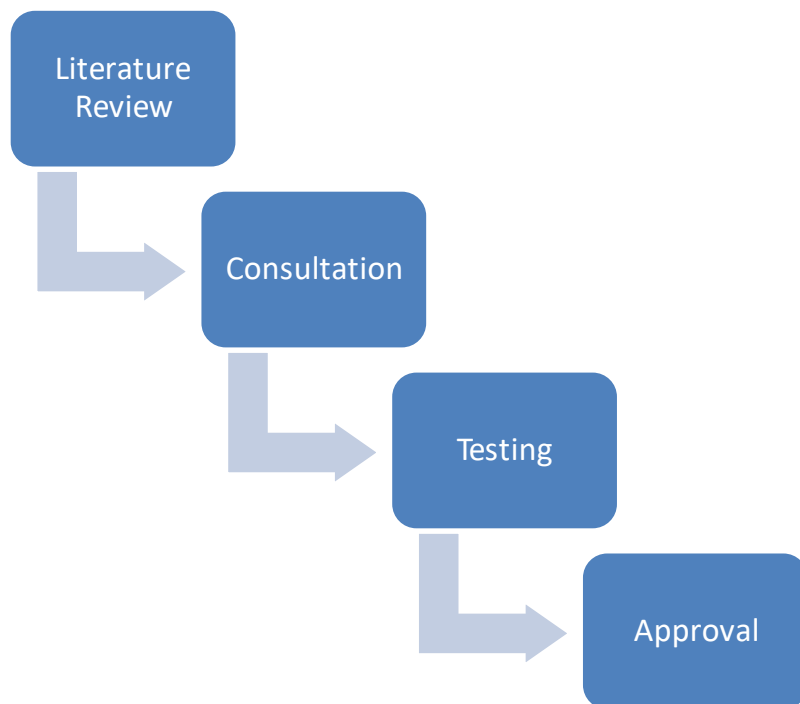 Literature
Review
Consultation
Testing
Approval